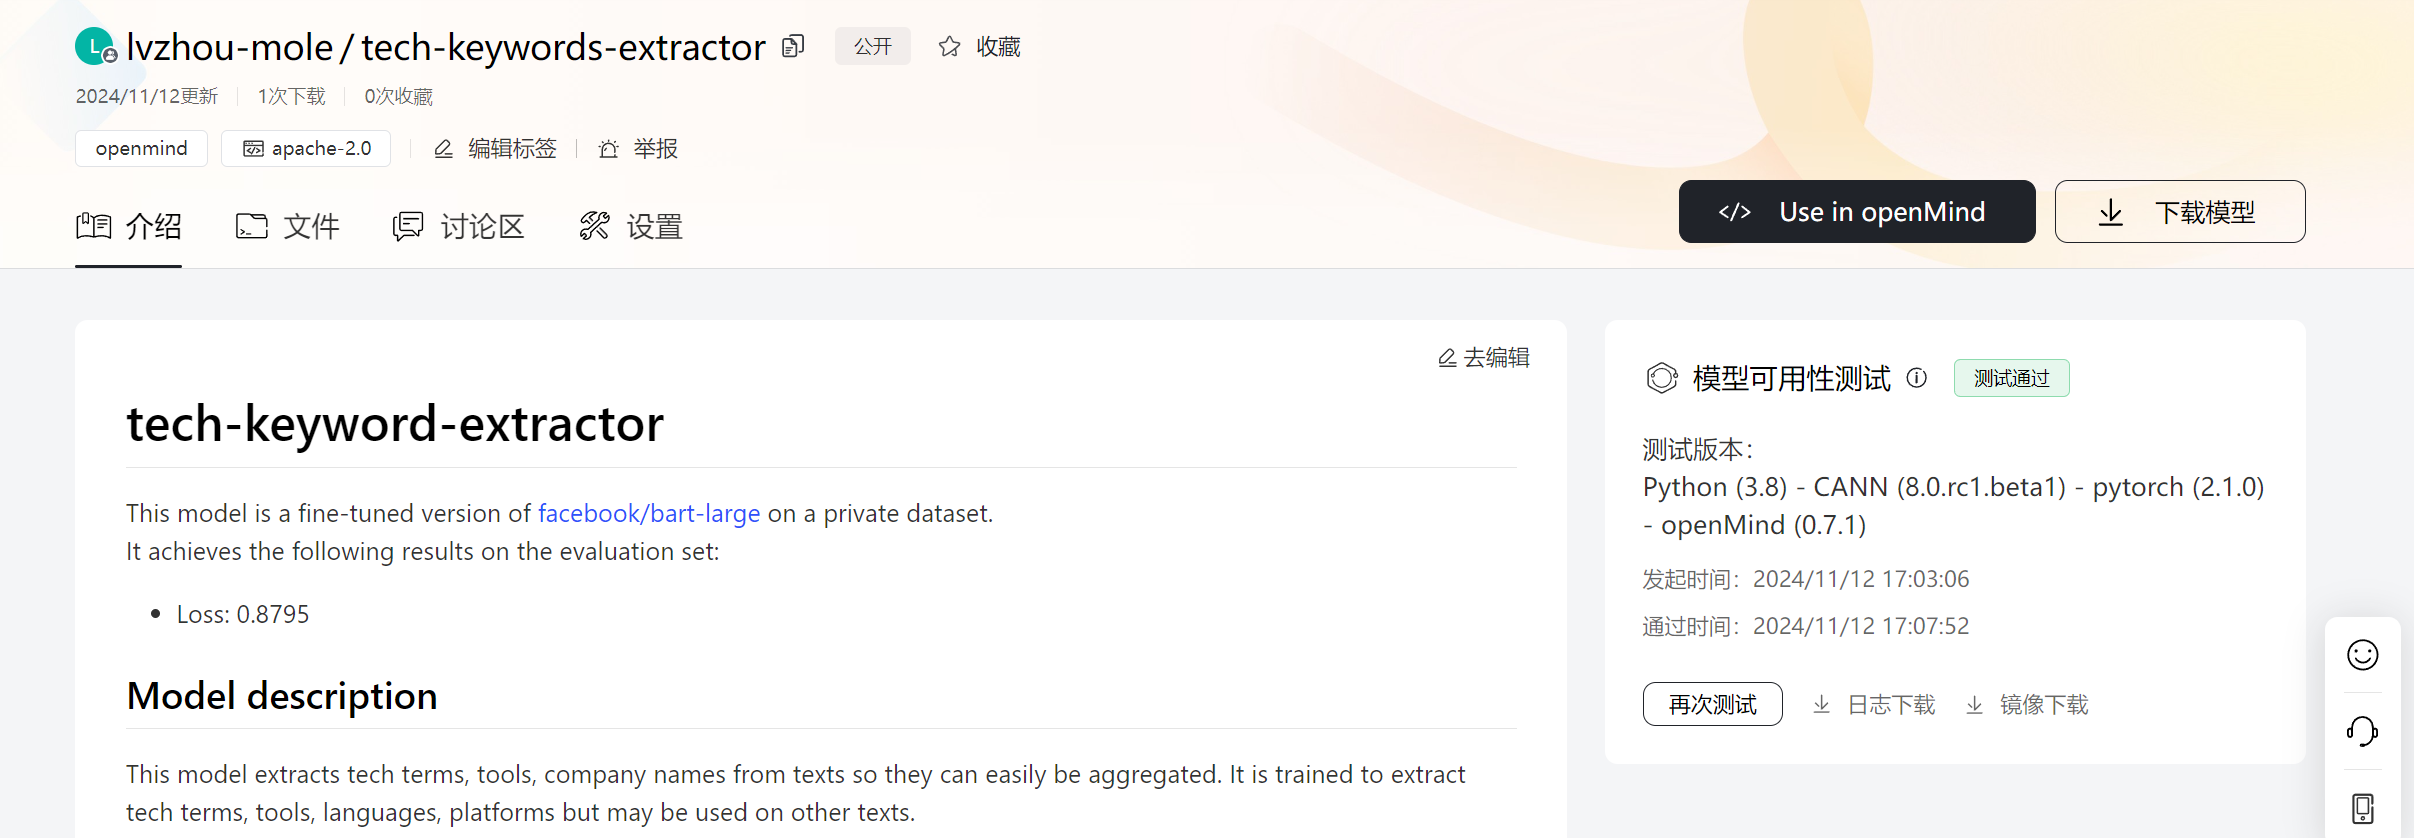 L lvzhou-mole / tech-keywords-extractor 公开 收藏
2024/11/12更新 1次下载 0次收藏
openmind apache-2.0 编辑标签 举报
介绍 文件 讨论区 设置
</> Use in openMind 下载模型
去编辑
tech-keyword-extractor
This model is a fine-tuned version of facebook/bart-large on a private dataset.
It achieves the following results on the evaluation set:
• Loss: 0.8795
Model description
This model extracts tech terms, tools, company names from texts so they can easily be aggregated. It is trained to extract
tech terms, tools, languages, platforms but may be used on other texts.
模型可用性测试 测试通过
测试版本：
Python (3.8) - CANN (8.0.rc1.beta1) - pytorch (2.1.0)
- openMind (0.7.1)
发起时间：2024/11/12 17:03:06
通过时间：2024/11/12 17:07:52
再次测试 日志下载 镜像下载